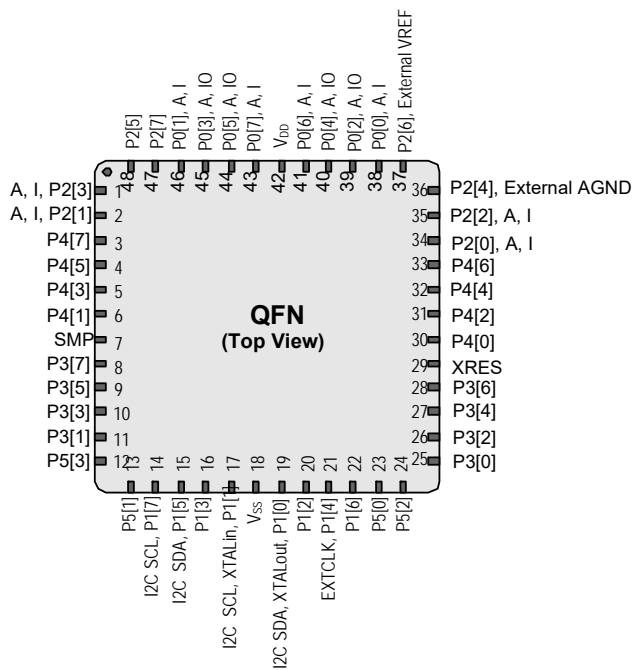 P2[5]
P2[7]
P0[1], A, I
P0[3], A, IO
P0[5], A, IO
P0[7], A, I
VDD
P0[6], A, I
P0[4], A, IO
P0[2], A, IO
P0[0], A, I
P2[6], External VREF
48
47
46
45
44
43
42
41
40
39
38
37
A, I, P2[3] 1
A, I, P2[1] 2
P4[7] 3
P4[5] 4
P4[3] 5
P4[1] 6
SMP 7
P3[7] 8
P3[5] 9
P3[3] 10
P3[1] 11
P5[3] 12
QFN
(Top View)
36 P2[4], External AGND
35 P2[2], A, I
34 P2[0], A, I
33 P4[6]
32 P4[4]
31 P4[2]
30 P4[0]
29 XRES
28 P3[6]
27 P3[4]
26 P3[2]
25 P3[0]
13
14
15
16
17
18
19
20
21
22
23
24
P5[1]
I2C SCL, P1[7]
I2C SDA, P1[5]
P1[3]
I2C SCL, XTALin, P1[1]
VSS
I2C SDA, XTALout, P1[0]
P1[2]
EXTCLK, P1[4]
P1[6]
P5[0]
P5[2]